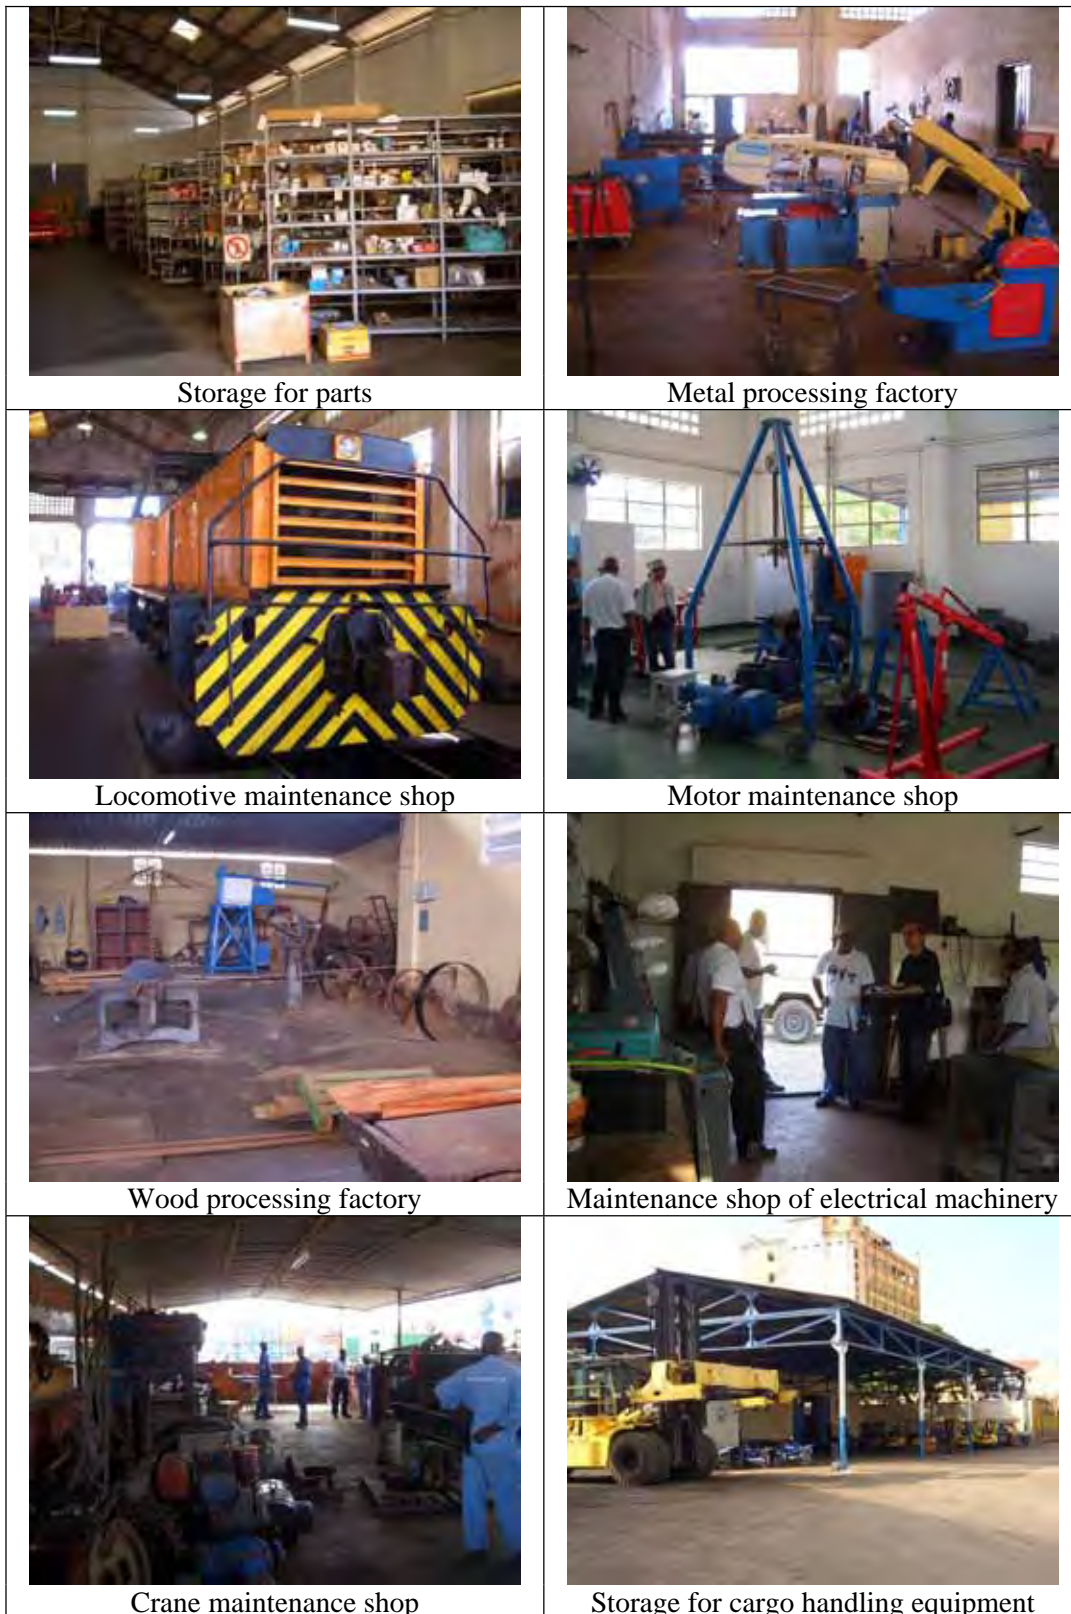 Storage for parts
Metal processing factory
Locomotive maintenance shop
Motor maintenance shop
Wood processing factory
Maintenance shop of electrical machinery
Crane maintenance shop
Storage for cargo handling equipment